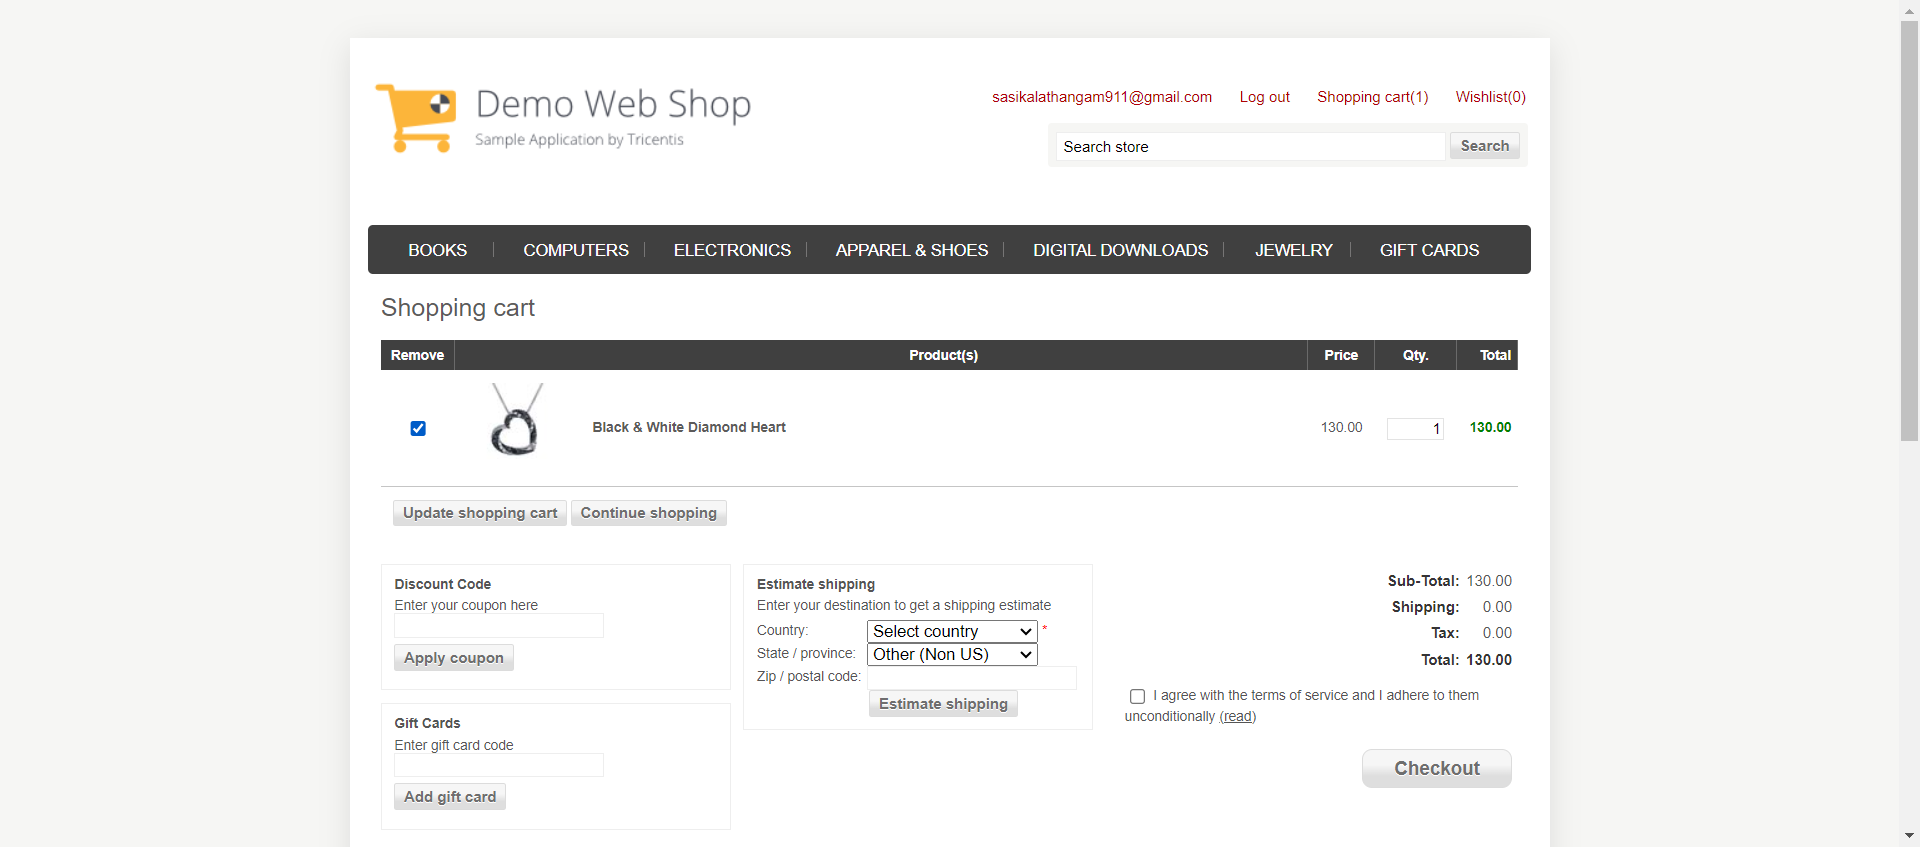 Demo Web Shop
Sample Application by Tricentis
sasikalathangam911@gmail.com Log out Shopping cart(1) Wishlist(0)
Search store Search
BOOKS COMPUTERS ELECTRONICS APPAREL & SHOES DIGITAL DOWNLOADS JEWELRY GIFT CARDS
Shopping cart
Remove Product(s) Price Qty. Total
Black & White Diamond Heart 130.00 1 130.00
Update shopping cart Continue shopping
Discount Code
Enter your coupon here
Apply coupon
Gift Cards
Enter gift card code
Add gift card
Estimate shipping
Enter your destination to get a shipping estimate
Country: Select country *
State / province: Other (Non US)
Zip / postal code:
Estimate shipping
Sub-Total: 130.00
Shipping: 0.00
Tax: 0.00
Total: 130.00
I agree with the terms of service and I adhere to them
unconditionally (read)
Checkout